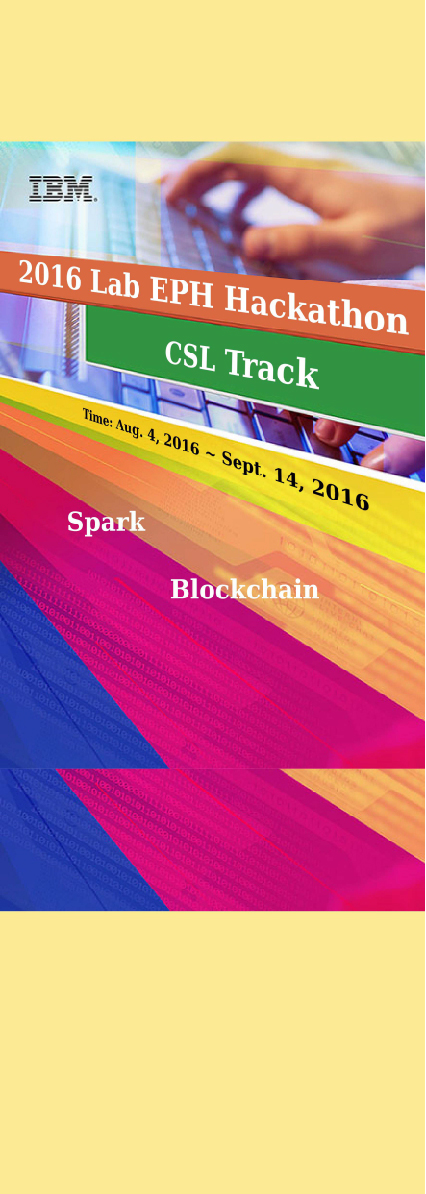 IBM
2016 Lab EPH Hackathon
CSL Track
Time: Aug. 4, 2016 ~ Sept. 14, 2016
Spark
Blockchain